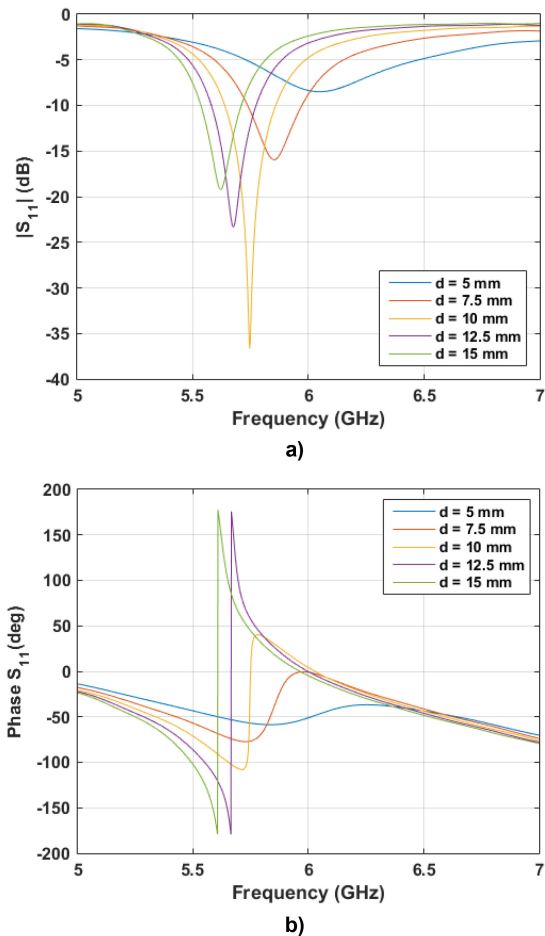 0
-5
-10
-15
-20
-25
-30
-35
-40
|S11| (dB)
d = 5 mm
d = 7.5 mm
d = 10 mm
d = 12.5 mm
d = 15 mm
5 5.5 6 6.5 7
Frequency (GHz)
a)
200
150
100
50
0
-50
-100
-150
-200
Phase S11(deg)
d = 5 mm
d = 7.5 mm
d = 10 mm
d = 12.5 mm
d = 15 mm
5 5.5 6 6.5 7
Frequency (GHz)
b)